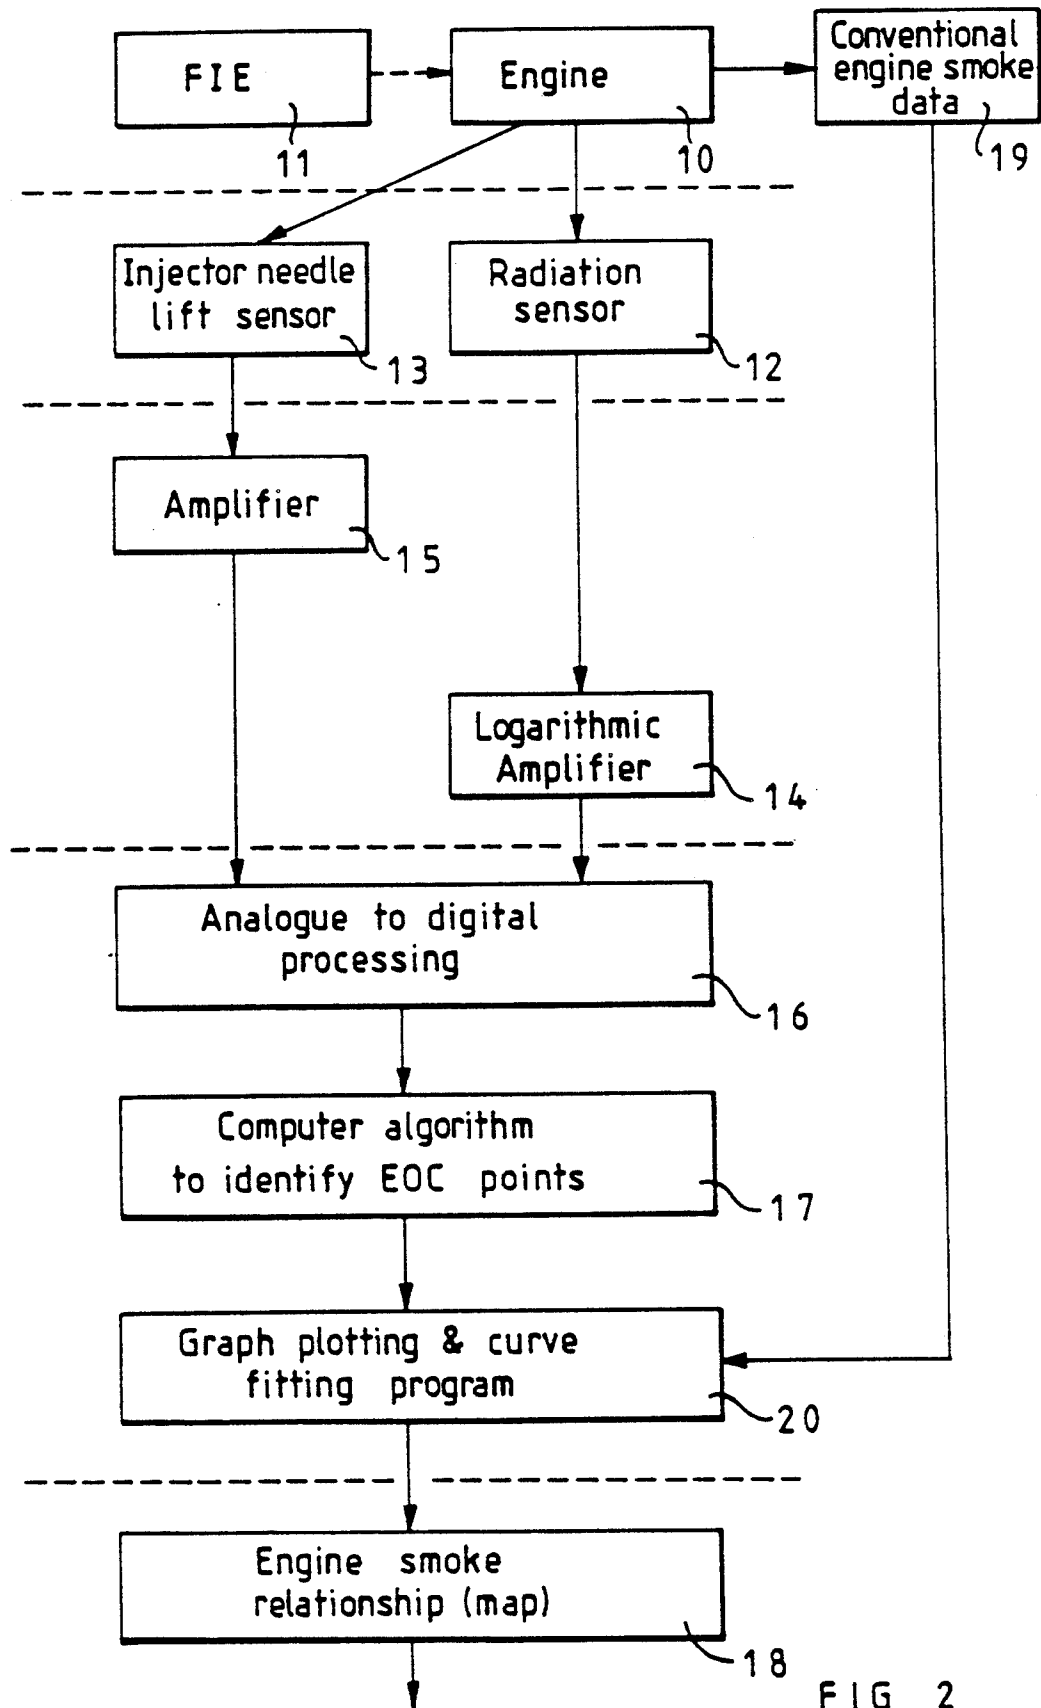 FIE
11
Engine
10
Conventional
engine smoke
data
19
Injector needle
lift sensor
13
Radiation
sensor
12
Amplifier
15
Logarithmic
Amplifier
14
Analogue to digital
processing
16
Computer algorithm
to identify EOC points
17
Graph plotting & curve
fitting program
20
Engine smoke
relationship (map)
18
FIG 2